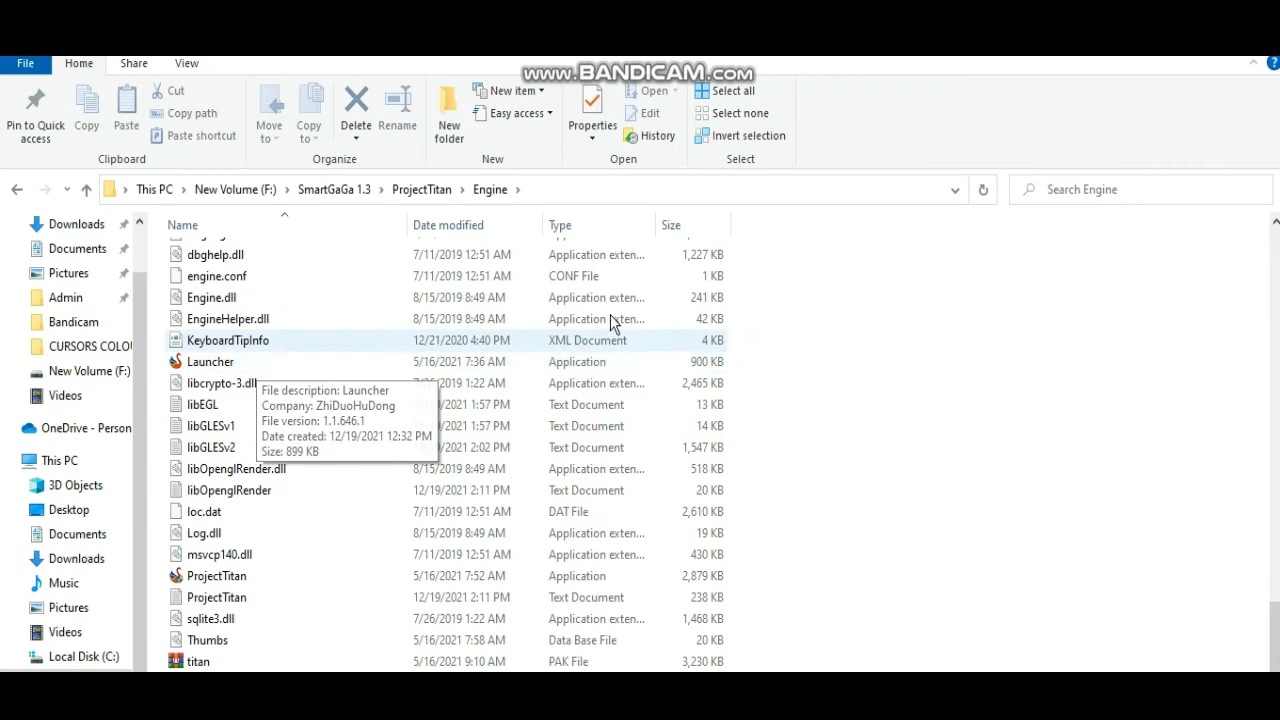 www.BANDICAM.com
File Home Share View
Pin to Quick access
Copy
Paste
Cut
Copy path
Paste shortcut
Clipboard
Move to
Copy to
Delete
Rename
Organize
New item
Easy access
New folder
New
Properties
Open
Edit
History
Open
Select all
Select none
Invert selection
Select
This PC > New Volume (F:) > SmartGaGa 1.3 > ProjectTitan > Engine >
Search Engine
Downloads
Documents
Pictures
Admin
Bandicam
CURSORS COLOU
New Volume (F:)
Videos
OneDrive - Person
This PC
3D Objects
Desktop
Documents
Downloads
Music
Pictures
Videos
Local Disk (C:)
Name Date modified Type Size
dbghelp.dll 7/11/2019 12:51 AM Application exten... 1,227 KB
engine.conf 7/11/2019 12:51 AM CONF File 1 KB
Engine.dll 8/15/2019 8:49 AM Application exten... 241 KB
EngineHelper.dll 8/15/2019 8:49 AM Application exten... 42 KB
KeyboardTipInfo 12/21/2020 4:40 PM XML Document 4 KB
Launcher 5/16/2021 7:36 AM Application 900 KB
libcrypto-3.dll 1:22 AM Application exten... 2,465 KB
libEGL 1:57 PM Text Document 13 KB
libGLESv1 1:57 PM Text Document 14 KB
libGLESv2 2:02 PM Text Document 1,547 KB
libOpenglRender.dll 8/15/2019 8:49 AM Application exten... 518 KB
libOpenglRender 12/19/2021 2:11 PM Text Document 20 KB
loc.dat 7/11/2019 12:51 AM DAT File 2,610 KB
Log.dll 8/15/2019 8:49 AM Application exten... 19 KB
msvcp140.dll 7/11/2019 12:51 AM Application exten... 430 KB
ProjectTitan 5/16/2021 7:52 AM Application 2,879 KB
ProjectTitan 12/19/2021 2:11 PM Text Document 238 KB
sqlite3.dll 7/26/2019 1:22 AM Application exten... 1,468 KB
Thumbs 5/16/2021 7:58 AM Data Base File 20 KB
titan 5/16/2021 9:10 AM PAK File 3,230 KB
File description: Launcher
Company: ZhiDuoHuDong
File version: 1.1.646.1
Date created: 12/19/2021 12:32 PM
Size: 899 KB